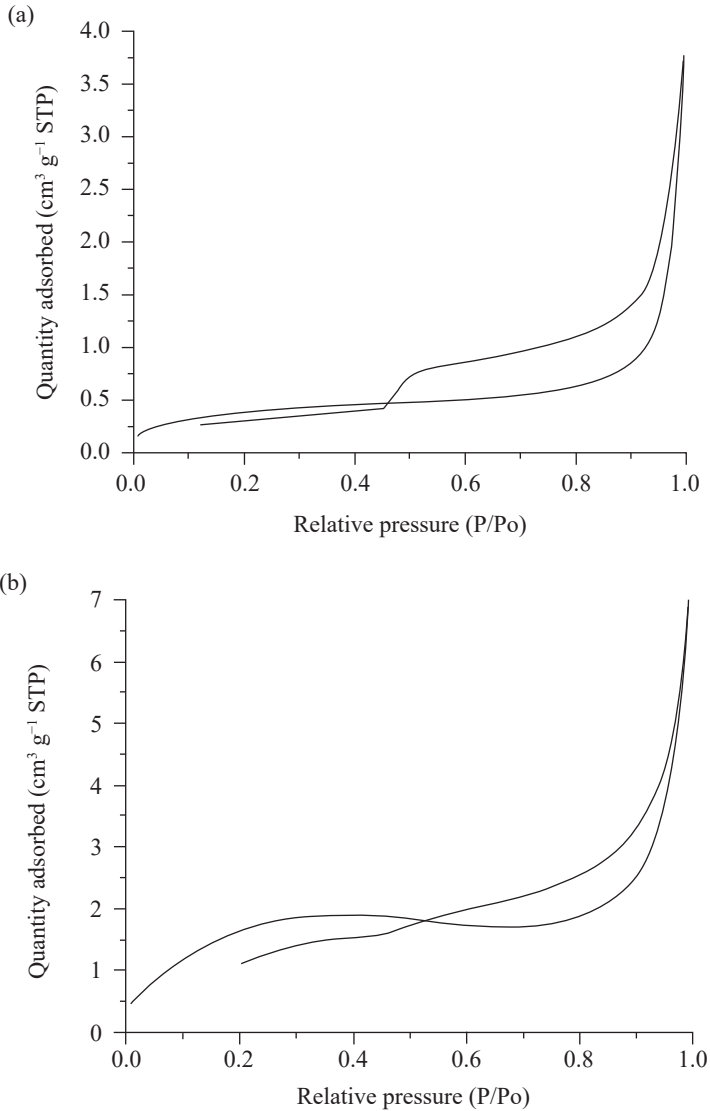 (a)
4.0
3.5
3.0
2.5
2.0
1.5
1.0
0.5
0.0
Quantity adsorbed (cm³ g⁻¹ STP)
0.0 0.2 0.4 0.6 0.8 1.0
Relative pressure (P/Po)
(b)
7
6
5
4
3
2
1
0
Quantity adsorbed (cm³ g⁻¹ STP)
0.0 0.2 0.4 0.6 0.8 1.0
Relative pressure (P/Po)